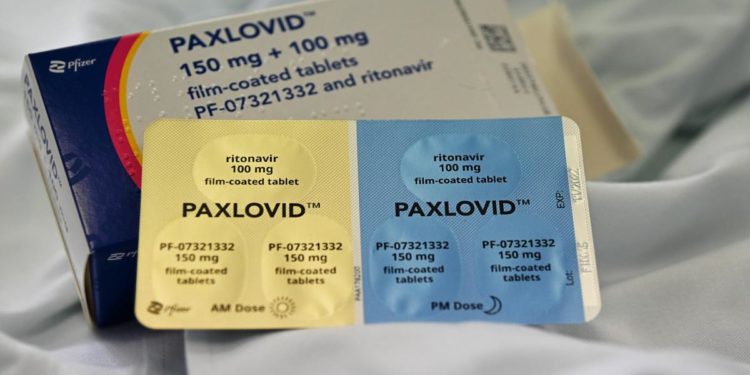 PAXLOVID™
150 mg + 100 mg
film-coated tablets
PF-07321332 and ritonavir
Pfizer
PAXLOVID™
ritonavir
100 mg
film-coated tablet
PAXLOVID™
PF-07321332
150 mg
film-coated
tablets
PF-07321332
150 mg
film-coated
tablets
Pfizer
AM Dose
ritonavir
100 mg
film-coated tablet
PAXLOVID™
PF-07321332
150 mg
film-coated
tablets
PF-07321332
150 mg
film-coated
tablets
PM Dose
EXP:
11/2022
Lot: